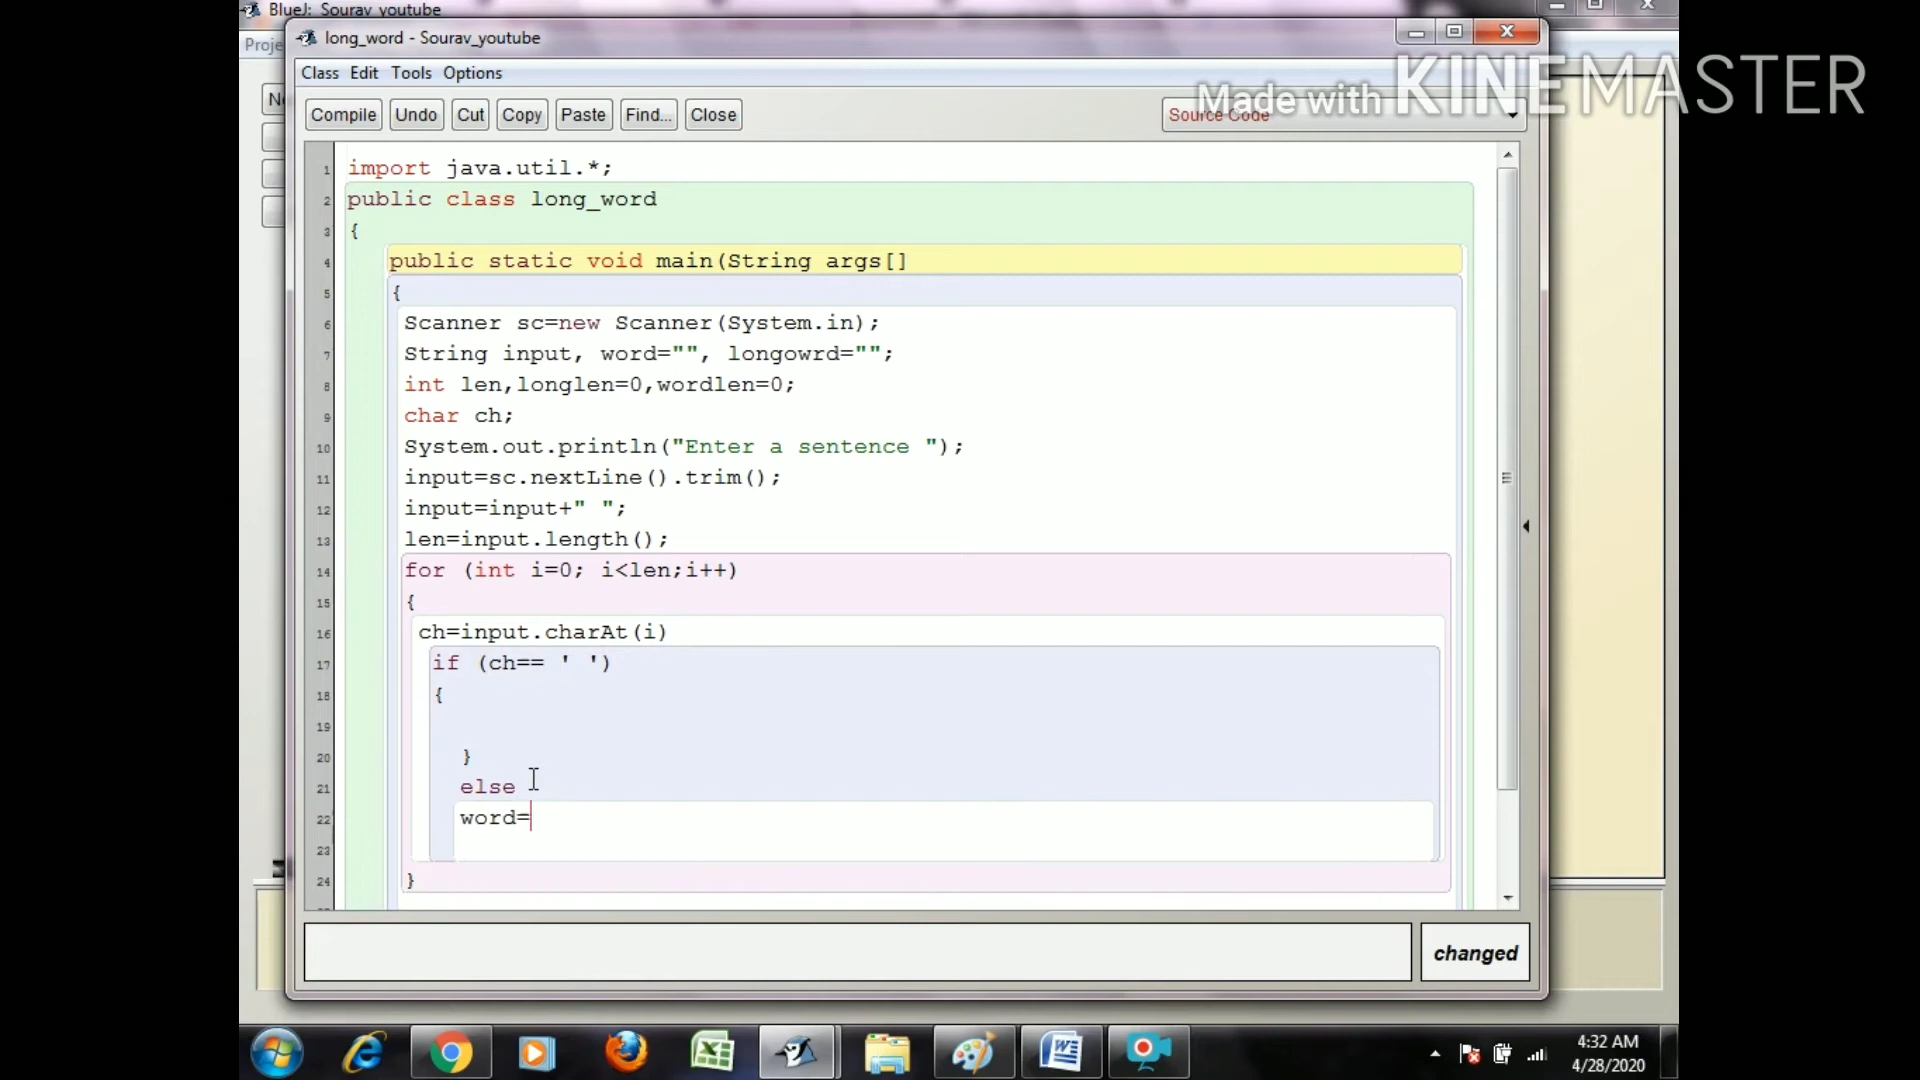 BlueJ: Sourav_youtube
Proje
long_word - Sourav_youtube
Class Edit Tools Options
Made with KINEMASTER
Compile Undo Cut Copy Paste Find... Close
Source Code
1 import java.util.*;
2 public class long_word
3 {
4 public static void main(String args[]
5 {
6 Scanner sc=new Scanner(System.in);
7 String input, word="", longowrd="";
8 int len,longlen=0,wordlen=0;
9 char ch;
10 System.out.println("Enter a sentence ");
11 input=sc.nextLine().trim();
12 input=input+" ";
13 len=input.length();
14 for (int i=0; i<len;i++)
15 {
16 ch=input.charAt(i)
17 if (ch== ' ')
18 {
19
20 }
21 else
22 word=
23
24 }
changed
4:32 AM
4/28/2020